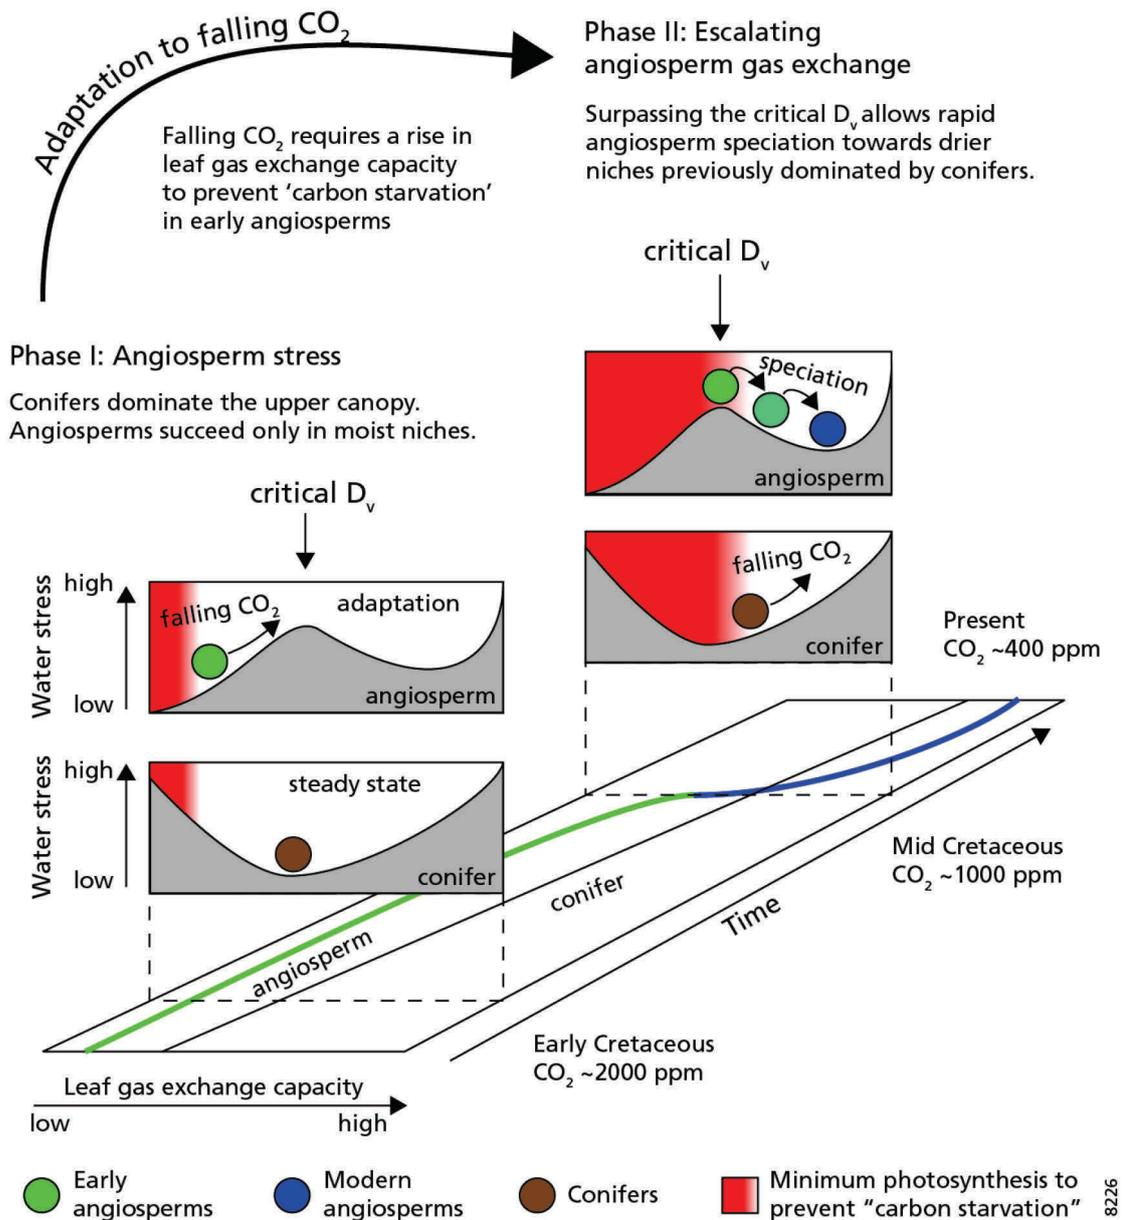 Adaptation to falling CO₂
Falling CO₂ requires a rise in
leaf gas exchange capacity
to prevent ‘carbon starvation’
in early angiosperms
Phase II: Escalating
angiosperm gas exchange
Surpassing the critical Dᵥ allows rapid
angiosperm speciation towards drier
niches previously dominated by conifers.
critical Dᵥ
speciation
angiosperm
falling CO₂
conifer
Phase I: Angiosperm stress
Conifers dominate the upper canopy.
Angiosperms succeed only in moist niches.
critical Dᵥ
Water stress
high
low
falling CO₂
adaptation
angiosperm
Water stress
high
low
steady state
conifer
Present
CO₂ ~400 ppm
Mid Cretaceous
CO₂ ~1000 ppm
Early Cretaceous
CO₂ ~2000 ppm
angiosperm
conifer
Time
Leaf gas exchange capacity
low
high
Early
angiosperms
Modern
angiosperms
Conifers
Minimum photosynthesis to
prevent “carbon starvation”
8226